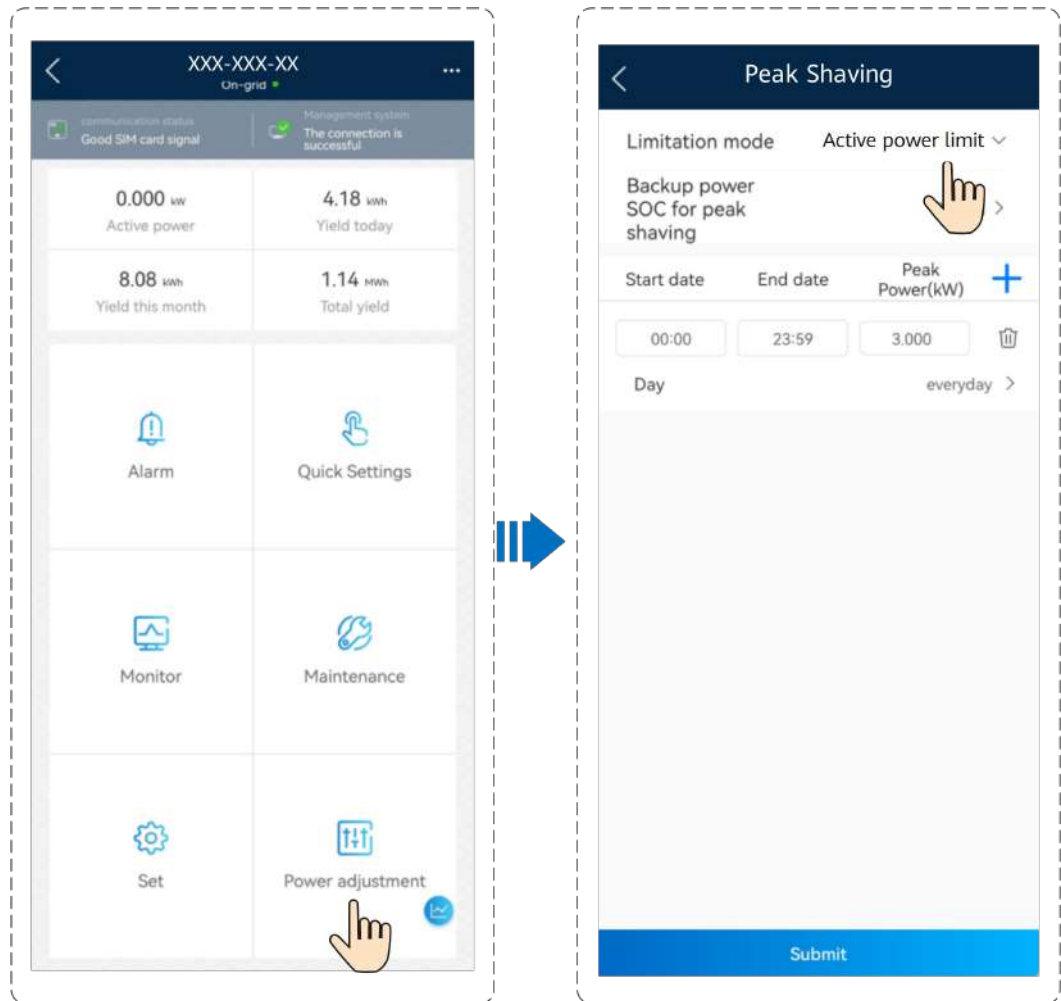 XXX-XXX-XX
On-grid
communication status
Good SIM card signal
Management system
The connection is
successful
0.000 kW
Active power
4.18 kWh
Yield today
8.08 kWh
Yield this month
1.14 MWh
Total yield
Alarm
Quick Settings
Monitor
Maintenance
Set
Power adjustment
Peak Shaving
Limitation mode Active power limit
Backup power
SOC for peak
shaving
Start date End date Peak
Power(kW)
00:00 23:59 3.000
Day everyday
Submit